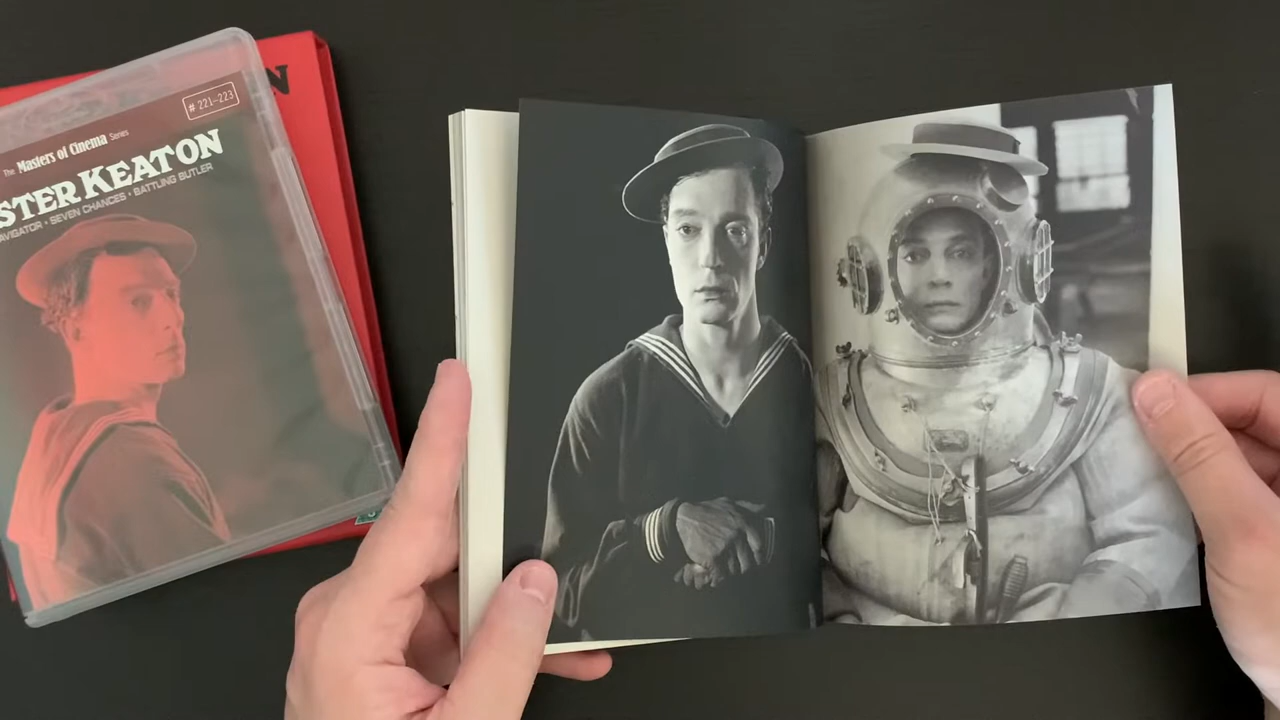 # 221–223
The Masters of Cinema Series
STER KEATON
AVIGATOR • SEVEN CHANCES • BATTLING BUTLER
N